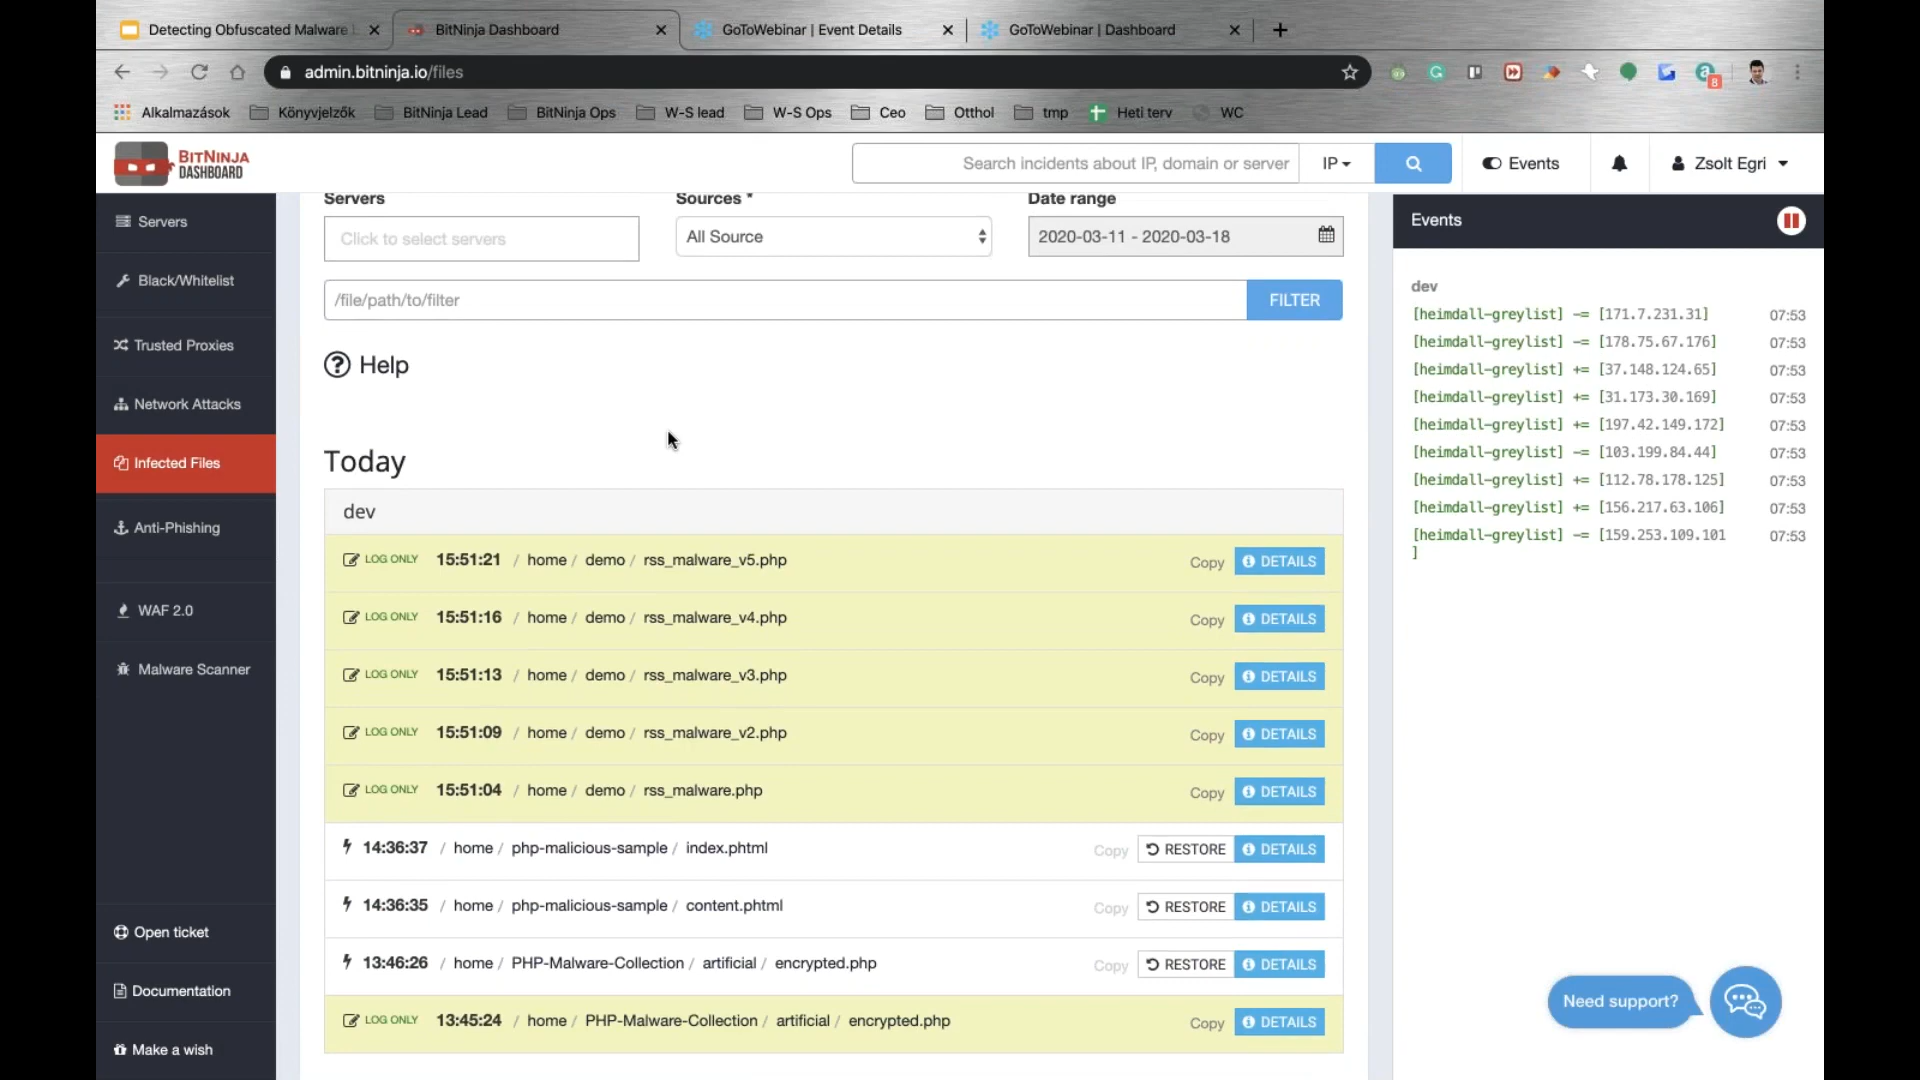 Detecting Obfuscated Malware
BitNinja Dashboard
GoToWebinar | Event Details
GoToWebinar | Dashboard
admin.bitninja.io/files
8
Alkalmazások
Könyvjelzők
BitNinja Lead
BitNinja Ops
W-S lead
W-S Ops
Ceo
Otthol
tmp
Heti terv
WC
BITNINJA
DASHBOARD
Search incidents about IP, domain or server
IP
Events
Zsolt Egri
Servers
Black/Whitelist
Trusted Proxies
Network Attacks
Infected Files
Anti-Phishing
WAF 2.0
Malware Scanner
Open ticket
Documentation
Make a wish
Servers
Sources *
Date range
Click to select servers
All Source
2020-03-11 - 2020-03-18
/file/path/to/filter
FILTER
Help
Today
dev
LOG ONLY 15:51:21 / home / demo / rss_malware_v5.php Copy DETAILS
LOG ONLY 15:51:16 / home / demo / rss_malware_v4.php Copy DETAILS
LOG ONLY 15:51:13 / home / demo / rss_malware_v3.php Copy DETAILS
LOG ONLY 15:51:09 / home / demo / rss_malware_v2.php Copy DETAILS
LOG ONLY 15:51:04 / home / demo / rss_malware.php Copy DETAILS
14:36:37 / home / php-malicious-sample / index.phtml Copy RESTORE DETAILS
14:36:35 / home / php-malicious-sample / content.phtml Copy RESTORE DETAILS
13:46:26 / home / PHP-Malware-Collection / artificial / encrypted.php Copy RESTORE DETAILS
LOG ONLY 13:45:24 / home / PHP-Malware-Collection / artificial / encrypted.php Copy DETAILS
Events
dev
[heimdall-greylist] -= [171.7.231.31] 07:53
[heimdall-greylist] -= [178.75.67.176] 07:53
[heimdall-greylist] += [37.148.124.65] 07:53
[heimdall-greylist] += [31.173.30.169] 07:53
[heimdall-greylist] += [197.42.149.172] 07:53
[heimdall-greylist] -= [103.199.84.44] 07:53
[heimdall-greylist] += [112.78.178.125] 07:53
[heimdall-greylist] += [156.217.63.106] 07:53
[heimdall-greylist] -= [159.253.109.101 07:53
]
Need support?